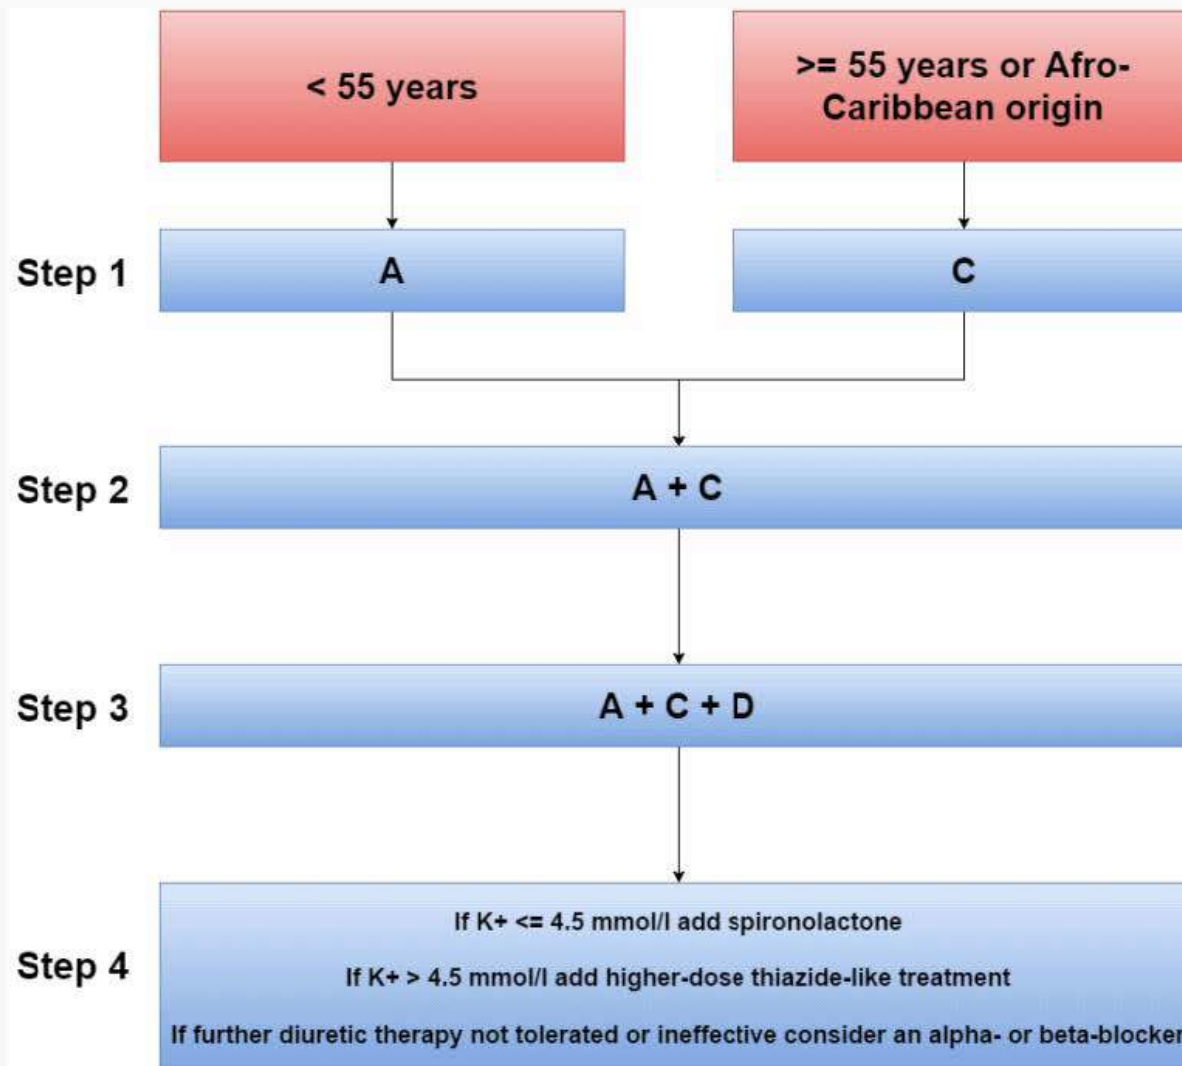 < 55 years
>= 55 years or Afro-
Caribbean origin
Step 1
A
C
Step 2
A + C
Step 3
A + C + D
Step 4
If K+ <= 4.5 mmol/l add spironolactone
If K+ > 4.5 mmol/l add higher-dose thiazide-like treatment
If further diuretic therapy not tolerated or ineffective consider an alpha- or beta-blocker